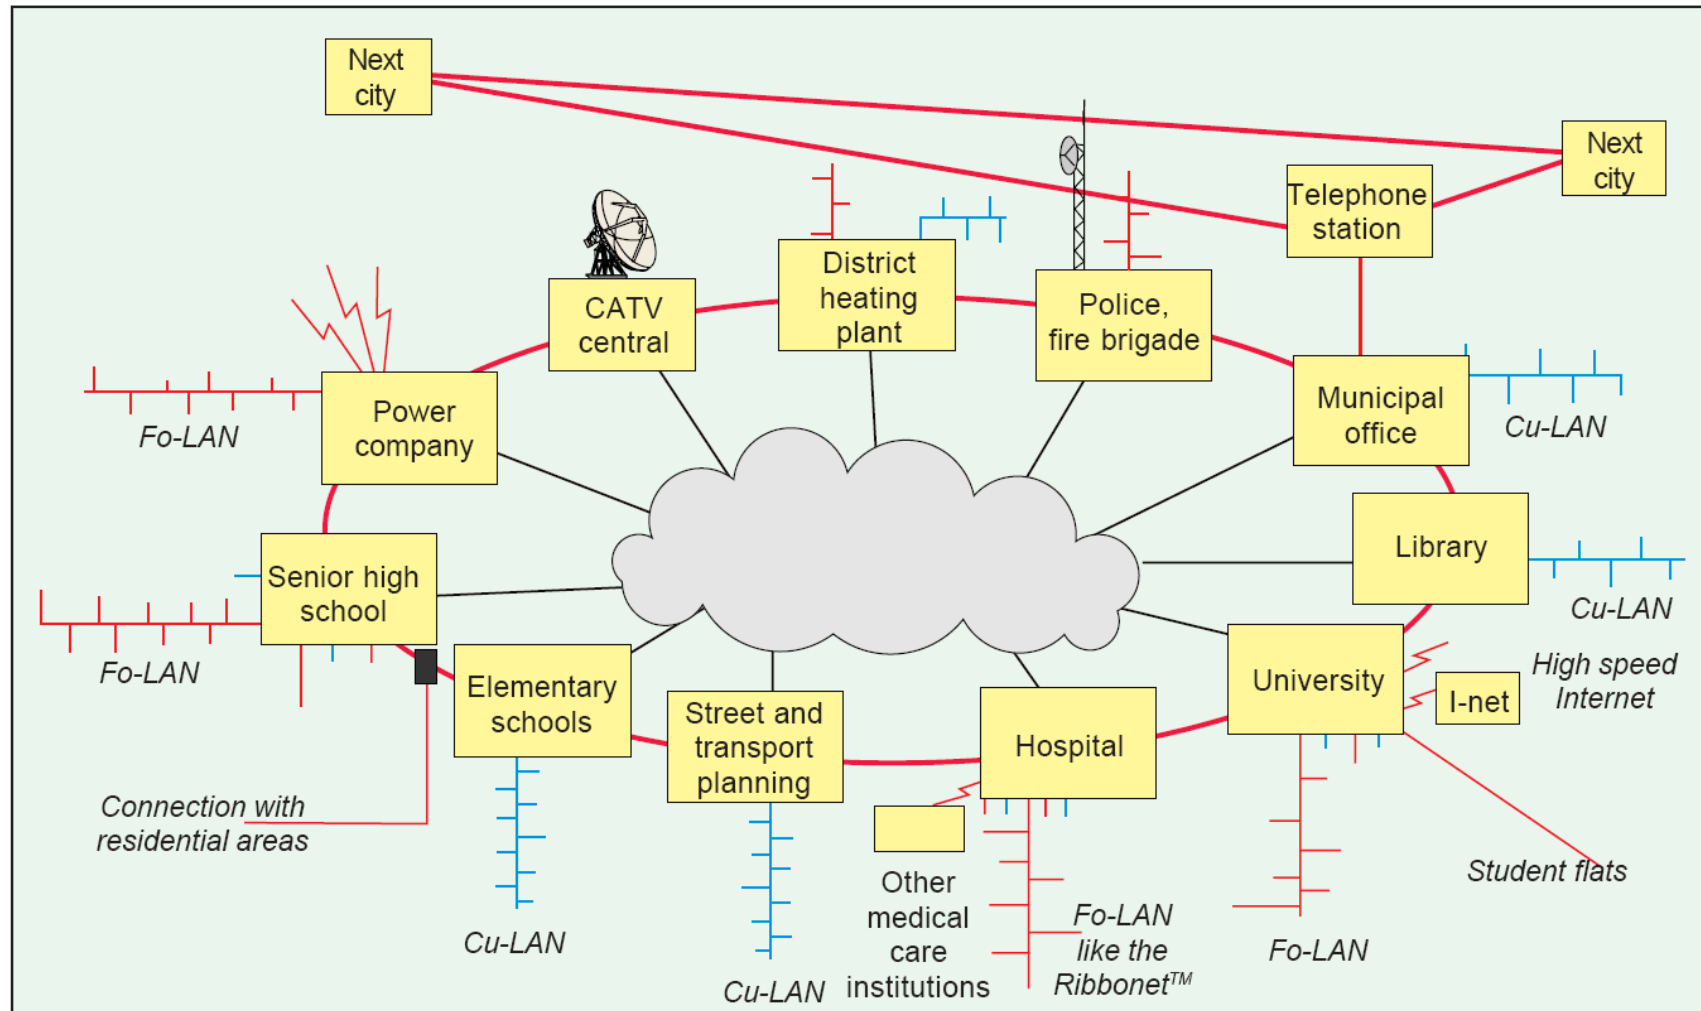 Next
city
Next
city
Telephone
station
District
heating
plant
Police,
fire brigade
CATV
central
Municipal
office
Power
company
Fo-LAN
Cu-LAN
Library
Cu-LAN
Senior high
school
Fo-LAN
University
High speed
Internet
I-net
Elementary
schools
Street and
transport
planning
Hospital
Connection with
residential areas
Cu-LAN
Cu-LAN
Other
medical
care
institutions
Fo-LAN
like the
Ribbonet™
Fo-LAN
Student flats